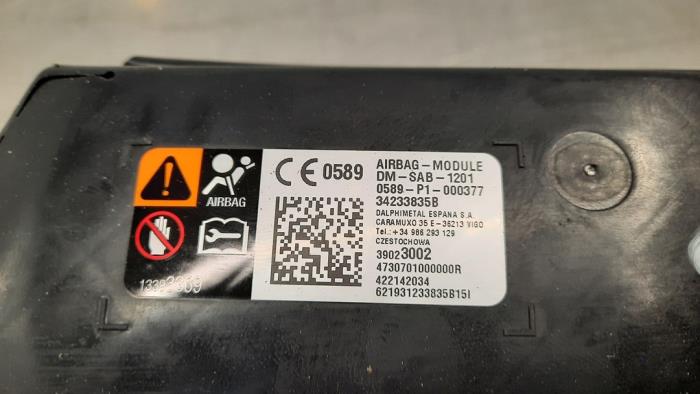 AIRBAG
CE 0589
AIRBAG-MODULE
DM-SAB-1201
0589-P1-000377
34233835B
DALPHIMETAL ESPANA S.A.
CARAMUXO 35 E-36213 VIGO
Tel.:+34 986 293 129
CZESTOCHOWA
39023002
4730701000000R
422142034
621931233835B15I